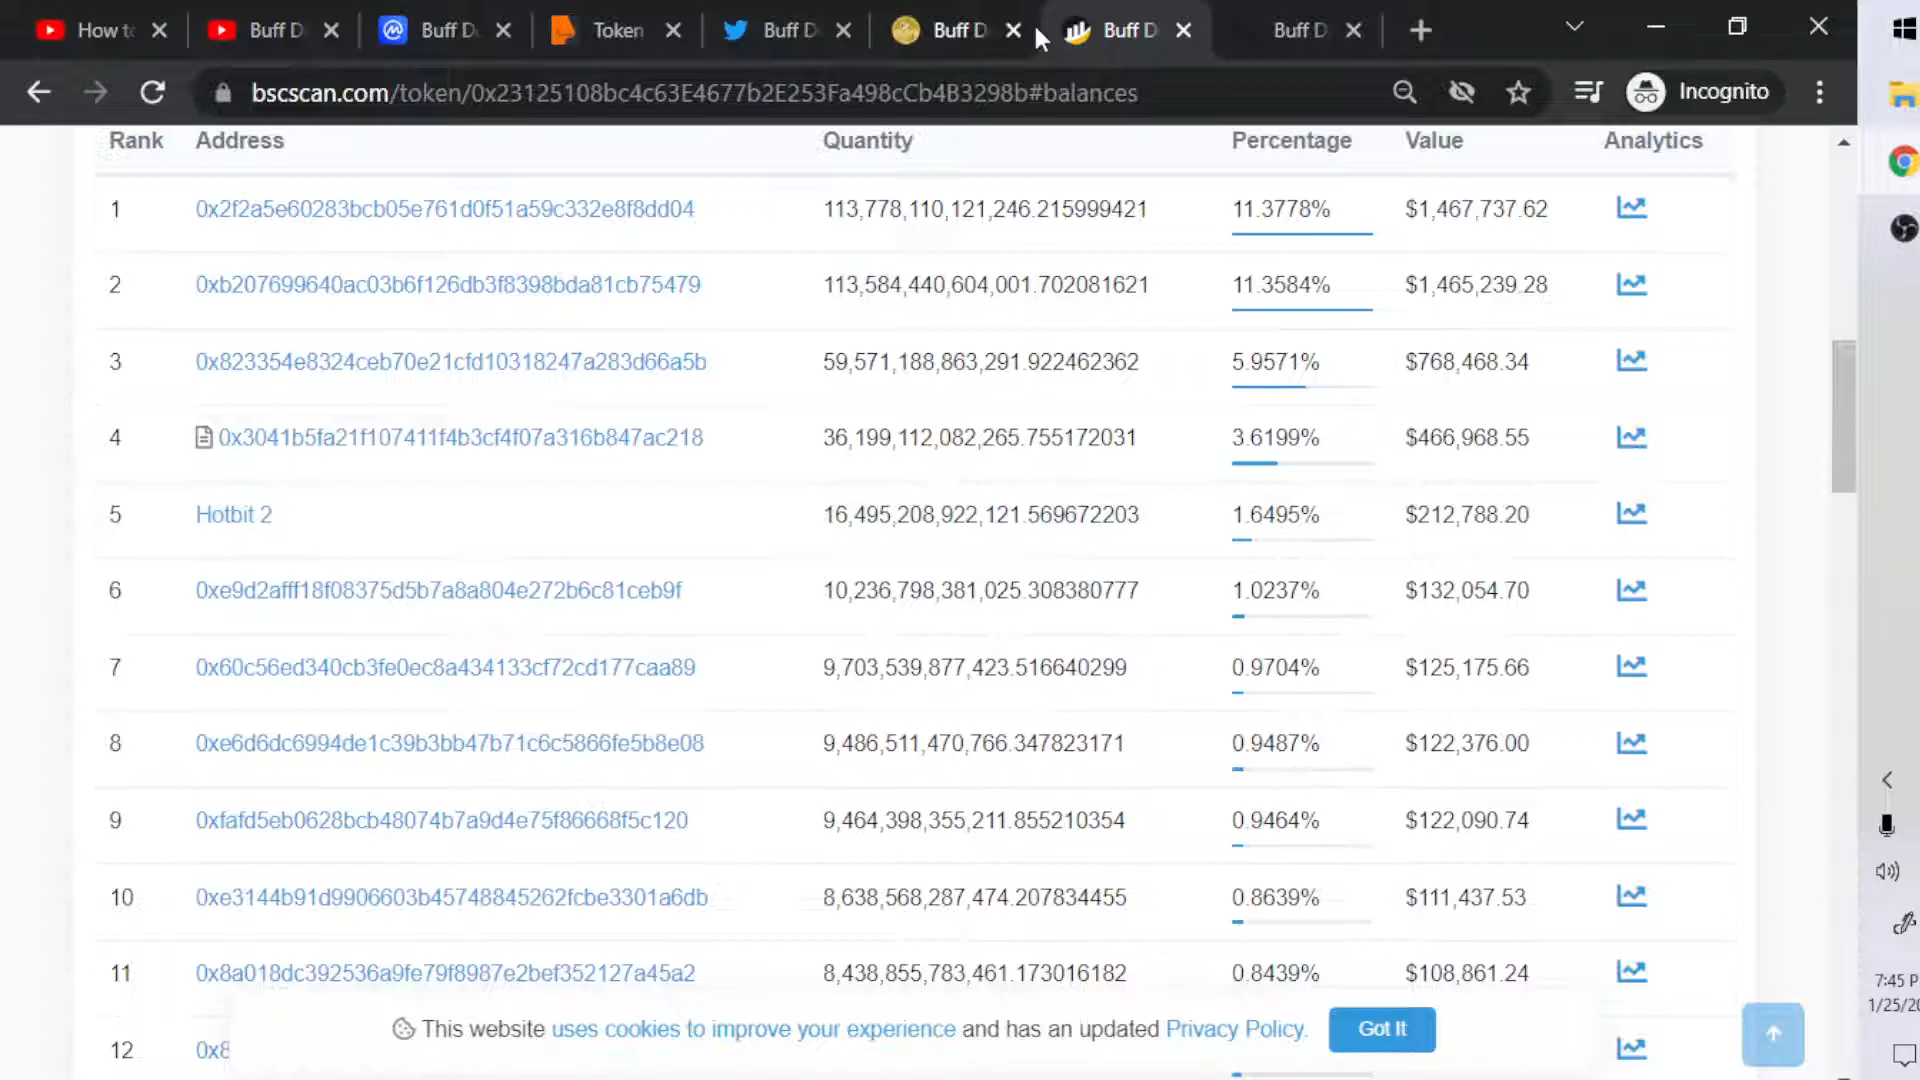 How to
Buff D
Buff Do
Token
Buff D
Buff D
Buff D
Buff D
bscscan.com/token/0x23125108bc4c63E4677b2E253Fa498cCb4B3298b#balances
Incognito
Rank Address Quantity Percentage Value Analytics
1 0x2f2a5e60283bcb05e761d0f51a59c332e8f8dd04 113,778,110,121,246.215999421 11.3778% $1,467,737.62
2 0xb207699640ac03b6f126db3f8398bda81cb75479 113,584,440,604,001.702081621 11.3584% $1,465,239.28
3 0x823354e8324ceb70e21cfd10318247a283d66a5b 59,571,188,863,291.922462362 5.9571% $768,468.34
4 0x3041b5fa21f107411f4b3cf4f07a316b847ac218 36,199,112,082,265.755172031 3.6199% $466,968.55
5 Hotbit 2 16,495,208,922,121.569672203 1.6495% $212,788.20
6 0xe9d2afff18f08375d5b7a8a804e272b6c81ceb9f 10,236,798,381,025.308380777 1.0237% $132,054.70
7 0x60c56ed340cb3fe0ec8a434133cf72cd177caa89 9,703,539,877,423.516640299 0.9704% $125,175.66
8 0xe6d6dc6994de1c39b3bb47b71c6c5866fe5b8e08 9,486,511,470,766.347823171 0.9487% $122,376.00
9 0xfafd5eb0628bcb48074b7a9d4e75f86668f5c120 9,464,398,355,211.855210354 0.9464% $122,090.74
10 0xe3144b91d9906603b45748845262fcbe3301a6db 8,638,568,287,474.207834455 0.8639% $111,437.53
11 0x8a018dc392536a9fe79f8987e2bef352127a45a2 8,438,855,783,461.173016182 0.8439% $108,861.24
12 0x8
This website uses cookies to improve your experience and has an updated Privacy Policy. Got It
7:45 P
1/25/20